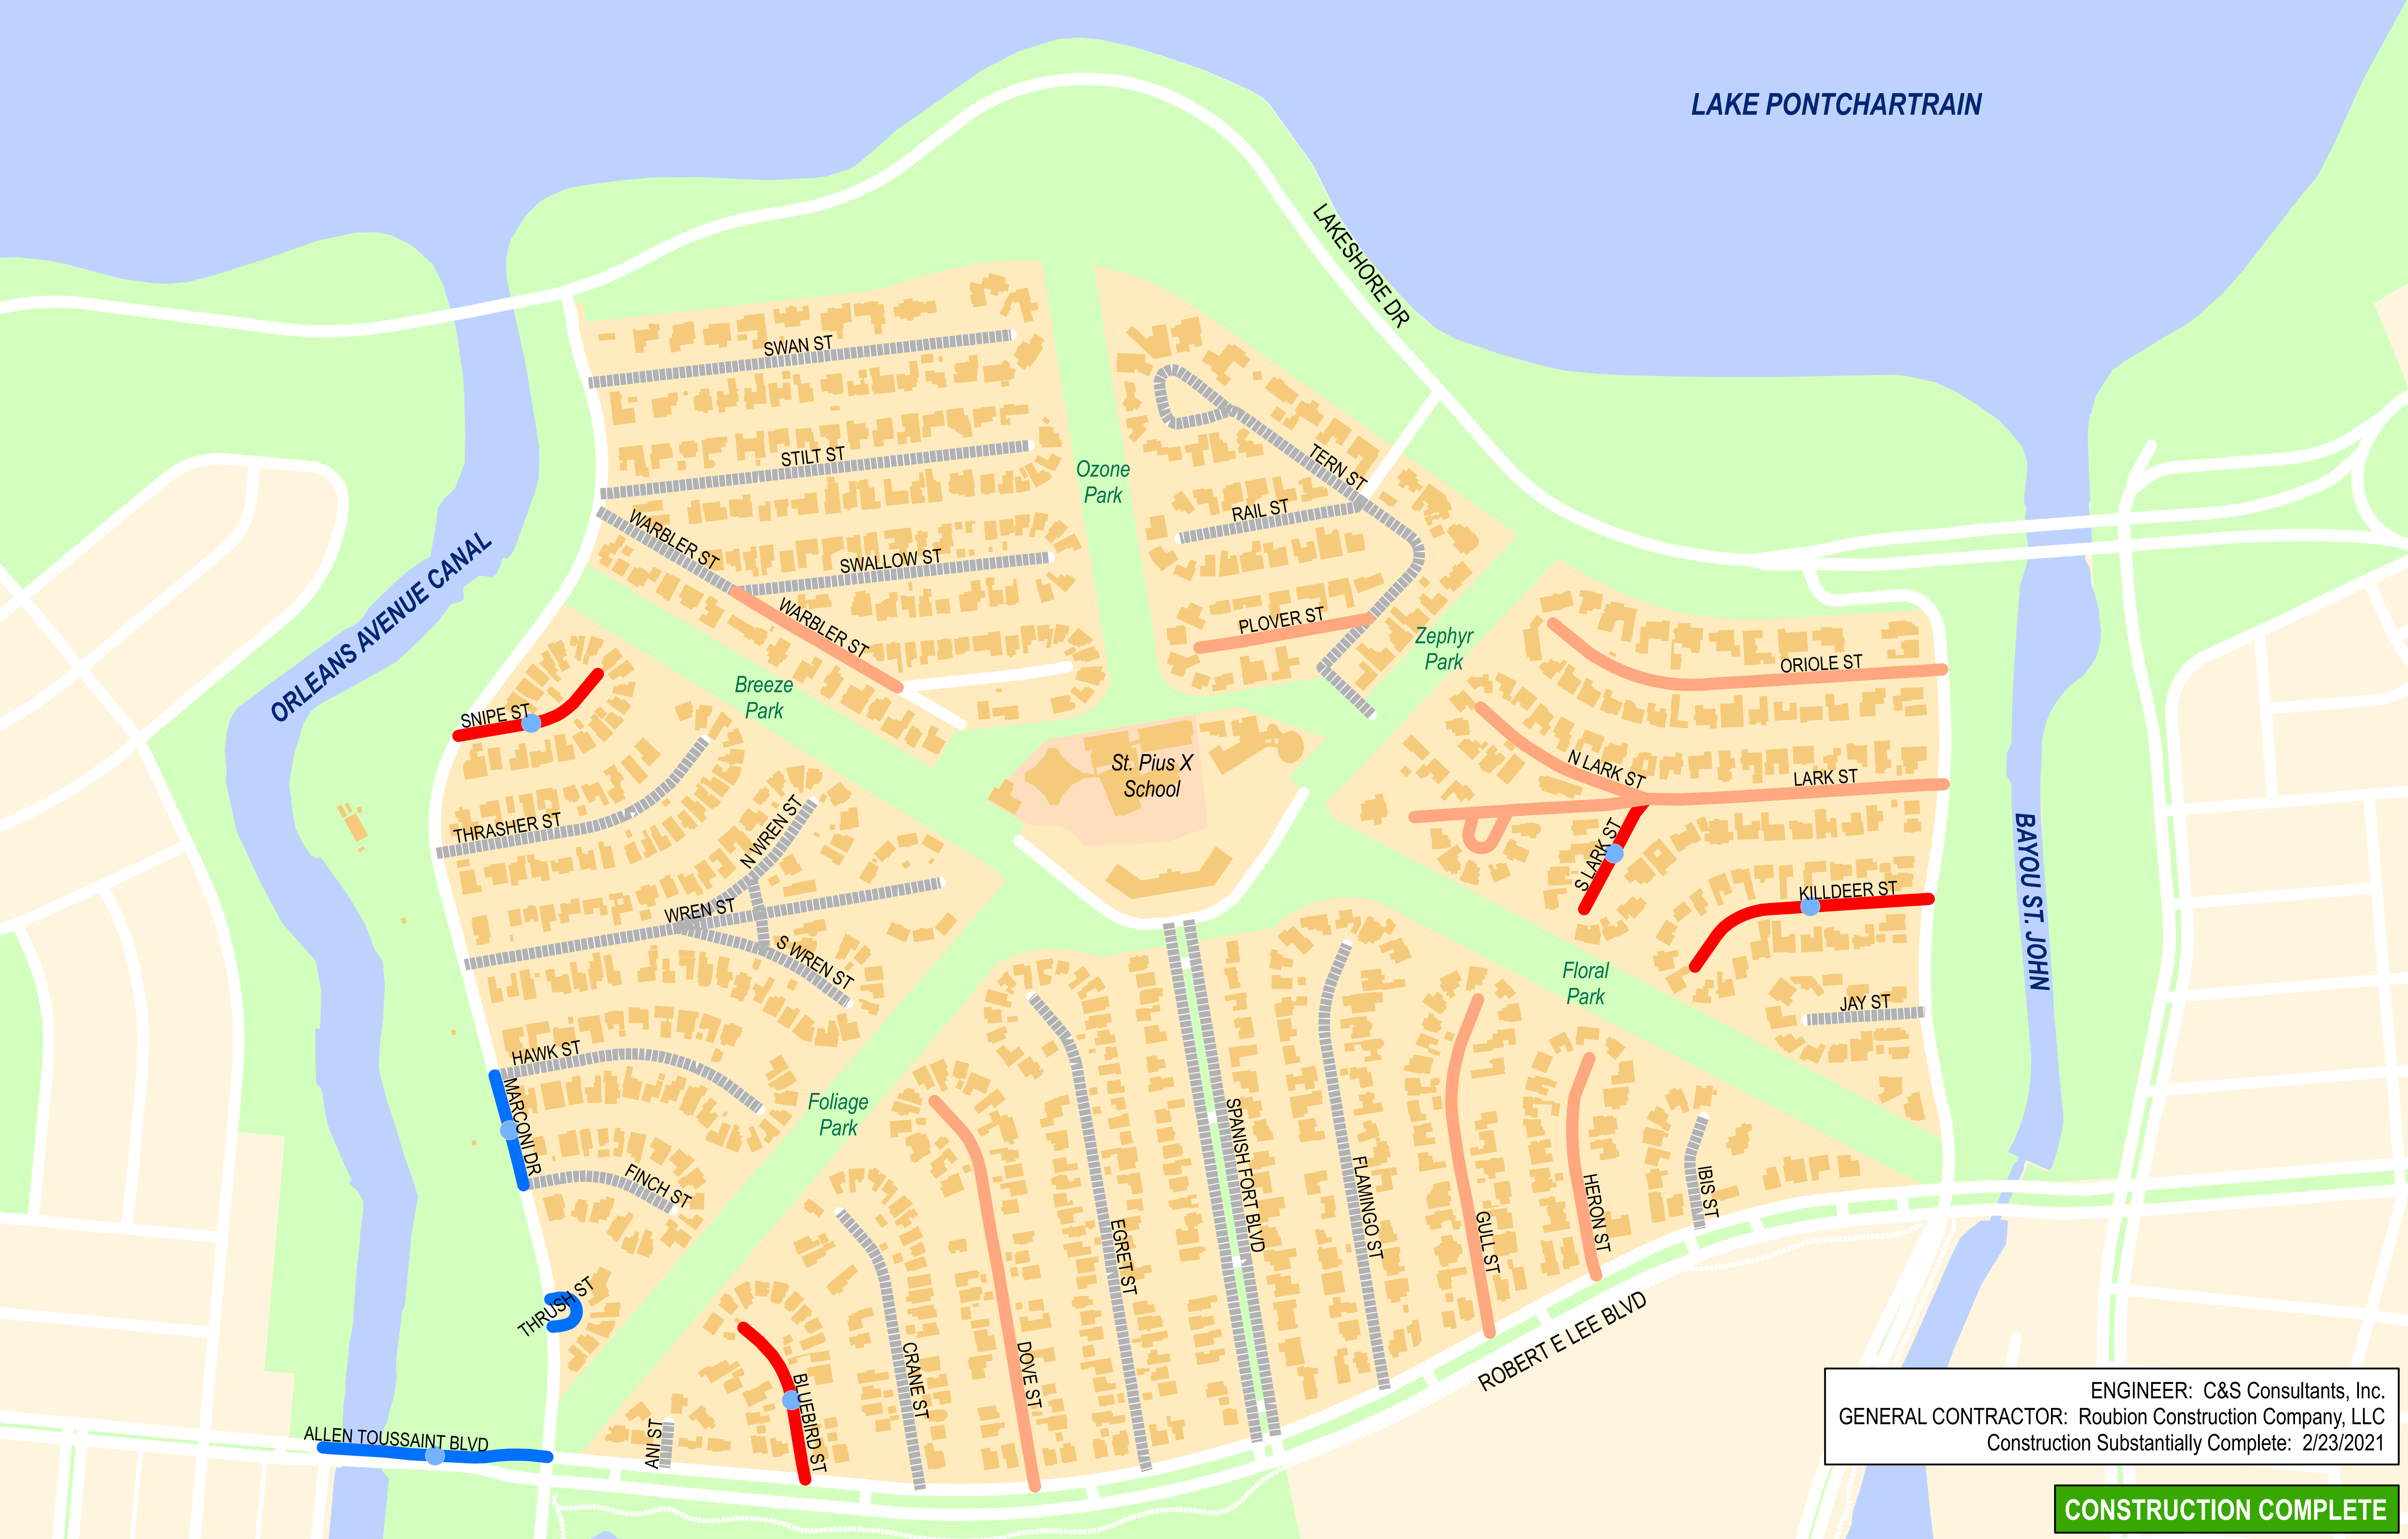 LAKE PONTCHARTRAIN
LAKESHORE DR
SWAN ST
STILT ST
Ozone
Park
TERN ST
RAIL ST
WARBLER ST
SWALLOW ST
WARBLER ST
PLOVER ST
Zephyr
Park
ORLEANS AVENUE CANAL
Breeze
Park
ORIOLE ST
SNIPE ST
St. Pius X
School
N LARK ST
LARK ST
THRASHER ST
N WREN ST
S LARK ST
BAYOU ST. JOHN
KILLDEER ST
WREN ST
S WREN ST
Floral
Park
JAY ST
HAWK ST
MARCONI DR
Foliage
Park
FINCH ST
SPANISH FORT BLVD
FLAMINGO ST
IBIS ST
HERON ST
GULL ST
EGRET ST
THRUSH ST
CRANE ST
DOVE ST
ROBERT E LEE BLVD
BLUEBIRD ST
ANI ST
ALLEN TOUSSAINT BLVD
ENGINEER: C&S Consultants, Inc.
GENERAL CONTRACTOR: Roubion Construction Company, LLC
Construction Substantially Complete: 2/23/2021
CONSTRUCTION COMPLETE